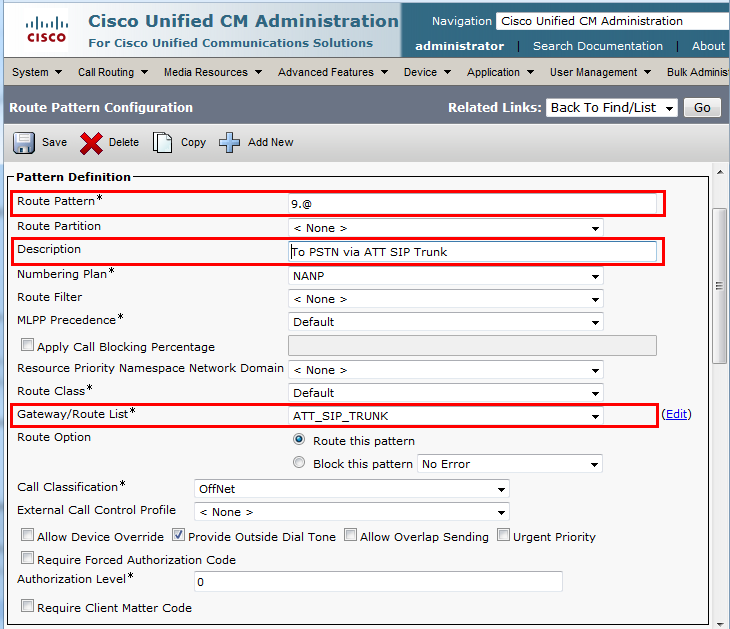 Cisco Unified CM Administration Navigation Cisco Unified CM Administration
CISCO For Cisco Unified Communications Solutions administrator | Search Documentation | About
System Call Routing Media Resources Advanced Features Device Application User Management Bulk Adminis
Route Pattern Configuration Related Links: Back To Find/List Go
Save Delete Copy Add New
Pattern Definition
Route Pattern* 9.@
Route Partition < None >
Description To PSTN via ATT SIP Trunk
Numbering Plan* NANP
Route Filter < None >
MLPP Precedence* Default
Apply Call Blocking Percentage
Resource Priority Namespace Network Domain < None >
Route Class* Default
Gateway/Route List* ATT_SIP_TRUNK (Edit)
Route Option Route this pattern
Block this pattern No Error
Call Classification* OffNet
External Call Control Profile < None >
Allow Device Override Provide Outside Dial Tone Allow Overlap Sending Urgent Priority
Require Forced Authorization Code
Authorization Level* 0
Require Client Matter Code